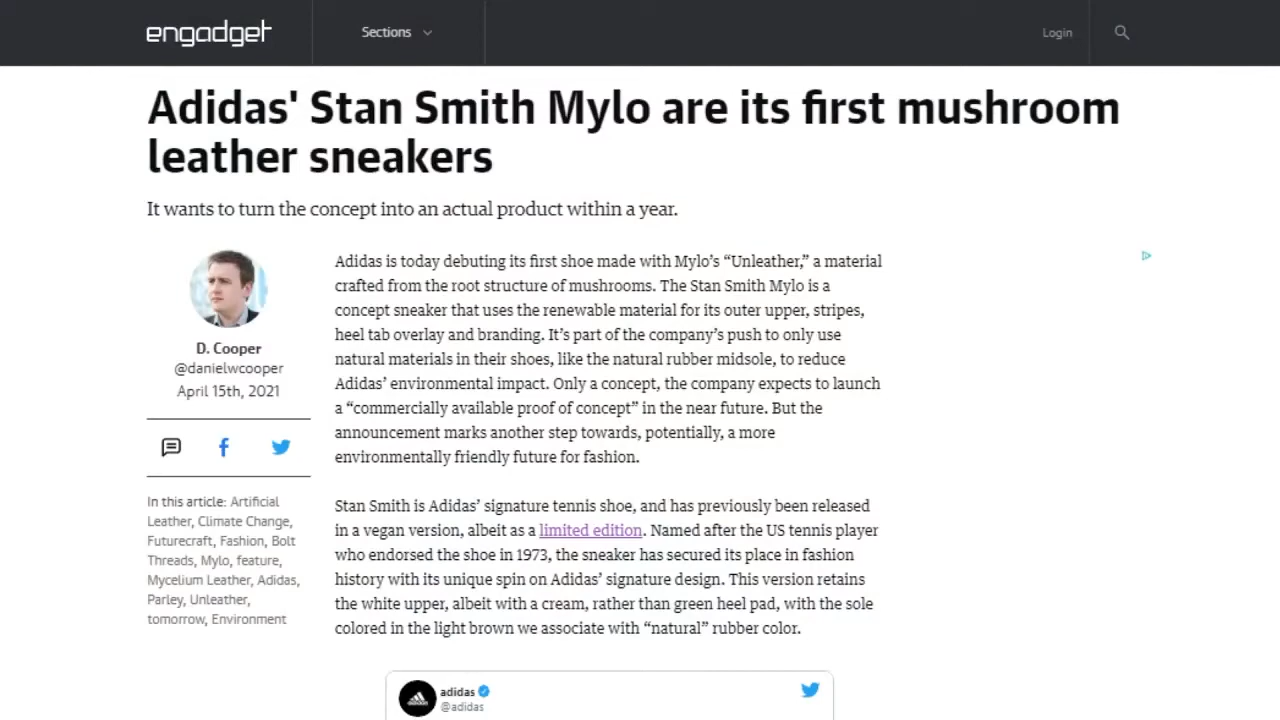 engadget
Sections
Login
Adidas' Stan Smith Mylo are its first mushroom
leather sneakers
It wants to turn the concept into an actual product within a year.
D. Cooper
@danielwcooper
April 15th, 2021
In this article: Artificial
Leather, Climate Change,
Futurecraft, Fashion, Bolt
Threads, Mylo, feature,
Mycelium Leather, Adidas,
Parley, Unleather,
tomorrow, Environment
Adidas is today debuting its first shoe made with Mylo’s “Unleather,” a material
crafted from the root structure of mushrooms. The Stan Smith Mylo is a
concept sneaker that uses the renewable material for its outer upper, stripes,
heel tab overlay and branding. It’s part of the company’s push to only use
natural materials in their shoes, like the natural rubber midsole, to reduce
Adidas’ environmental impact. Only a concept, the company expects to launch
a “commercially available proof of concept” in the near future. But the
announcement marks another step towards, potentially, a more
environmentally friendly future for fashion.
Stan Smith is Adidas’ signature tennis shoe, and has previously been released
in a vegan version, albeit as a limited edition. Named after the US tennis player
who endorsed the shoe in 1973, the sneaker has secured its place in fashion
history with its unique spin on Adidas’ signature design. This version retains
the white upper, albeit with a cream, rather than green heel pad, with the sole
colored in the light brown we associate with “natural” rubber color.
adidas
@adidas